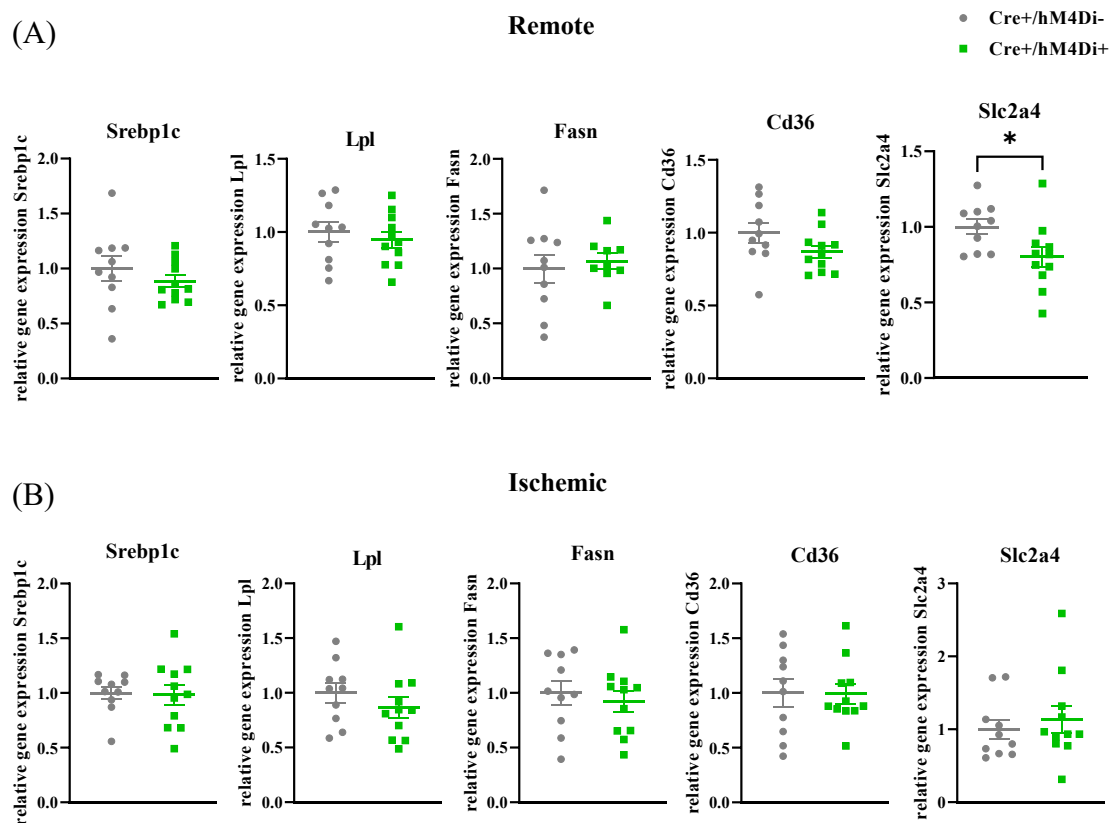 (A)
Remote
Cre+/hM4Di-
Cre+/hM4Di+
Srebp1c
relative gene expression Srebp1c
2.0
1.5
1.0
0.5
0.0
Lpl
relative gene expression Lpl
1.5
1.0
0.5
0.0
Fasn
relative gene expression Fasn
2.0
1.5
1.0
0.5
0.0
Cd36
relative gene expression Cd36
1.5
1.0
0.5
0.0
Slc2a4
*
relative gene expression Slc2a4
1.5
1.0
0.5
0.0
(B)
Ischemic
Srebp1c
relative gene expression Srebp1c
2.0
1.5
1.0
0.5
0.0
Lpl
relative gene expression Lpl
2.0
1.5
1.0
0.5
0.0
Fasn
relative gene expression Fasn
2.0
1.5
1.0
0.5
0.0
Cd36
relative gene expression Cd36
2.0
1.5
1.0
0.5
0.0
Slc2a4
relative gene expression Slc2a4
3
2
1
0